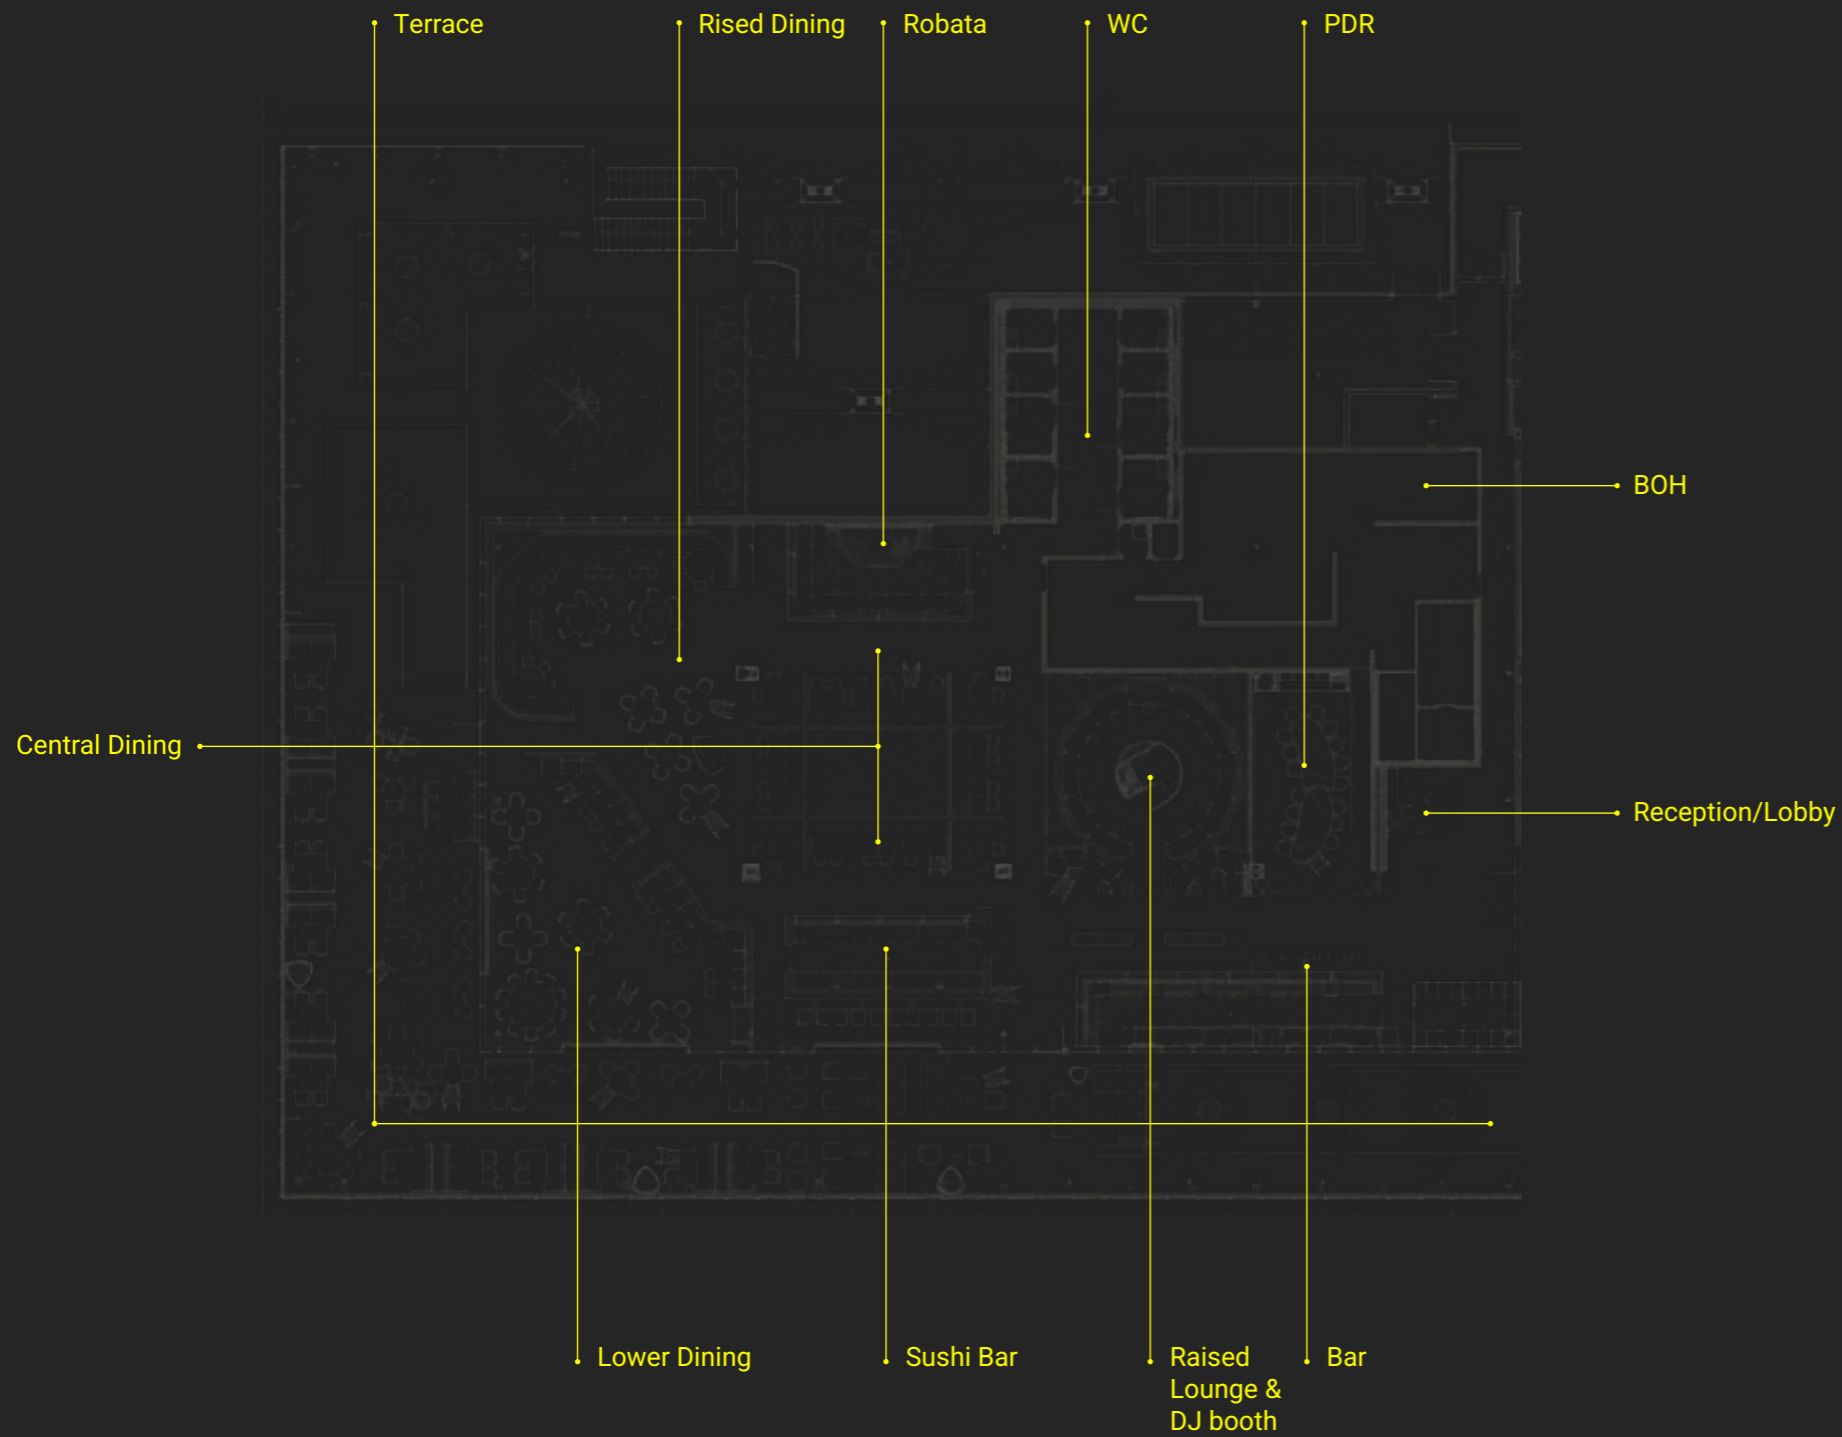 Terrace
Rised Dining
Robata
WC
PDR
BOH
Central Dining
Reception/Lobby
Lower Dining
Sushi Bar
Raised
Lounge &
DJ booth
Bar